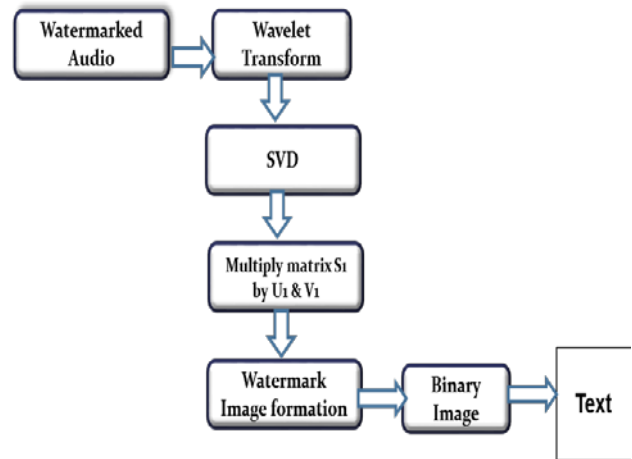 Watermarked
Audio
Wavelet
Transform
SVD
Multiply matrix S1
by U1 & V1
Watermark
Image formation
Binary
Image
Text